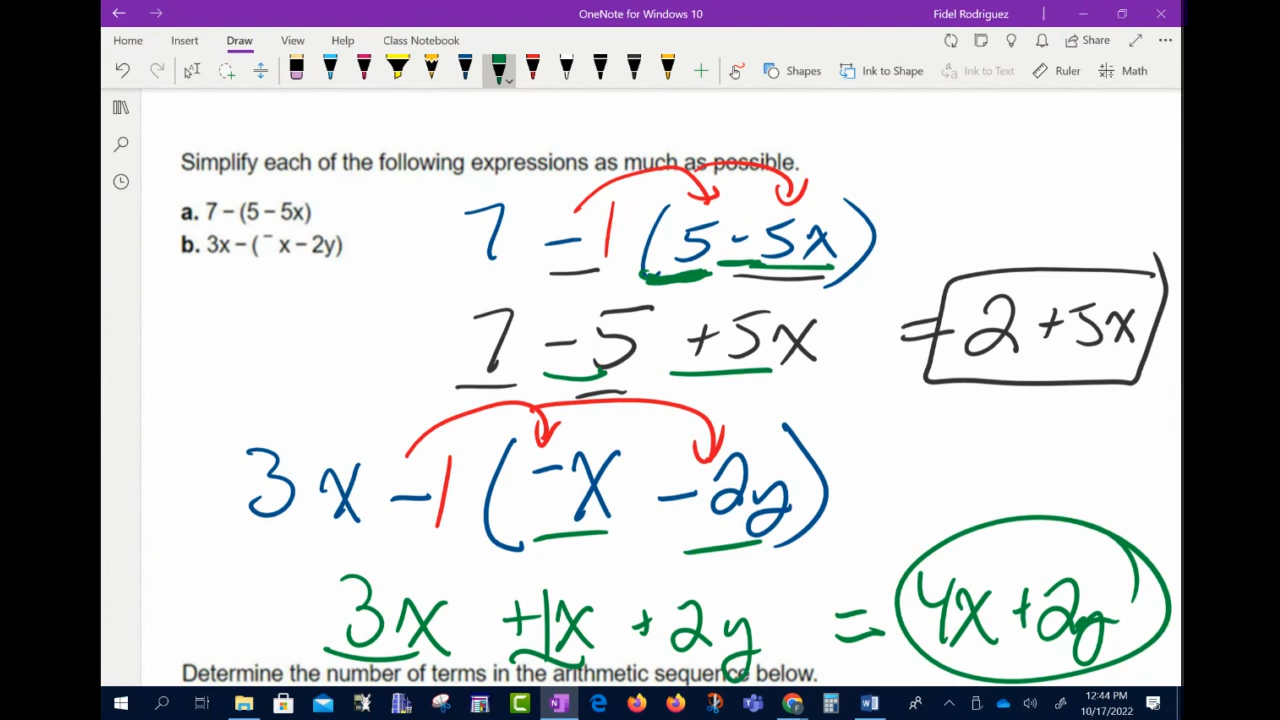 OneNote for Windows 10
Fidel Rodriguez
Home Insert Draw View Help Class Notebook
Share
Shapes Ink to Shape Ink to Text Ruler Math
Simplify each of the following expressions as much as possible.
a. 7 – (5 – 5x)
b. 3x – (⁻x – 2y)
7 – 1 (5 – 5x)
7 – 5 + 5x = 2 + 5x
3x – 1 (⁻x – 2y)
3x + 1x + 2y = 4x + 2y
Determine the number of terms in the arithmetic sequence below.
12:44 PM
10/17/2022